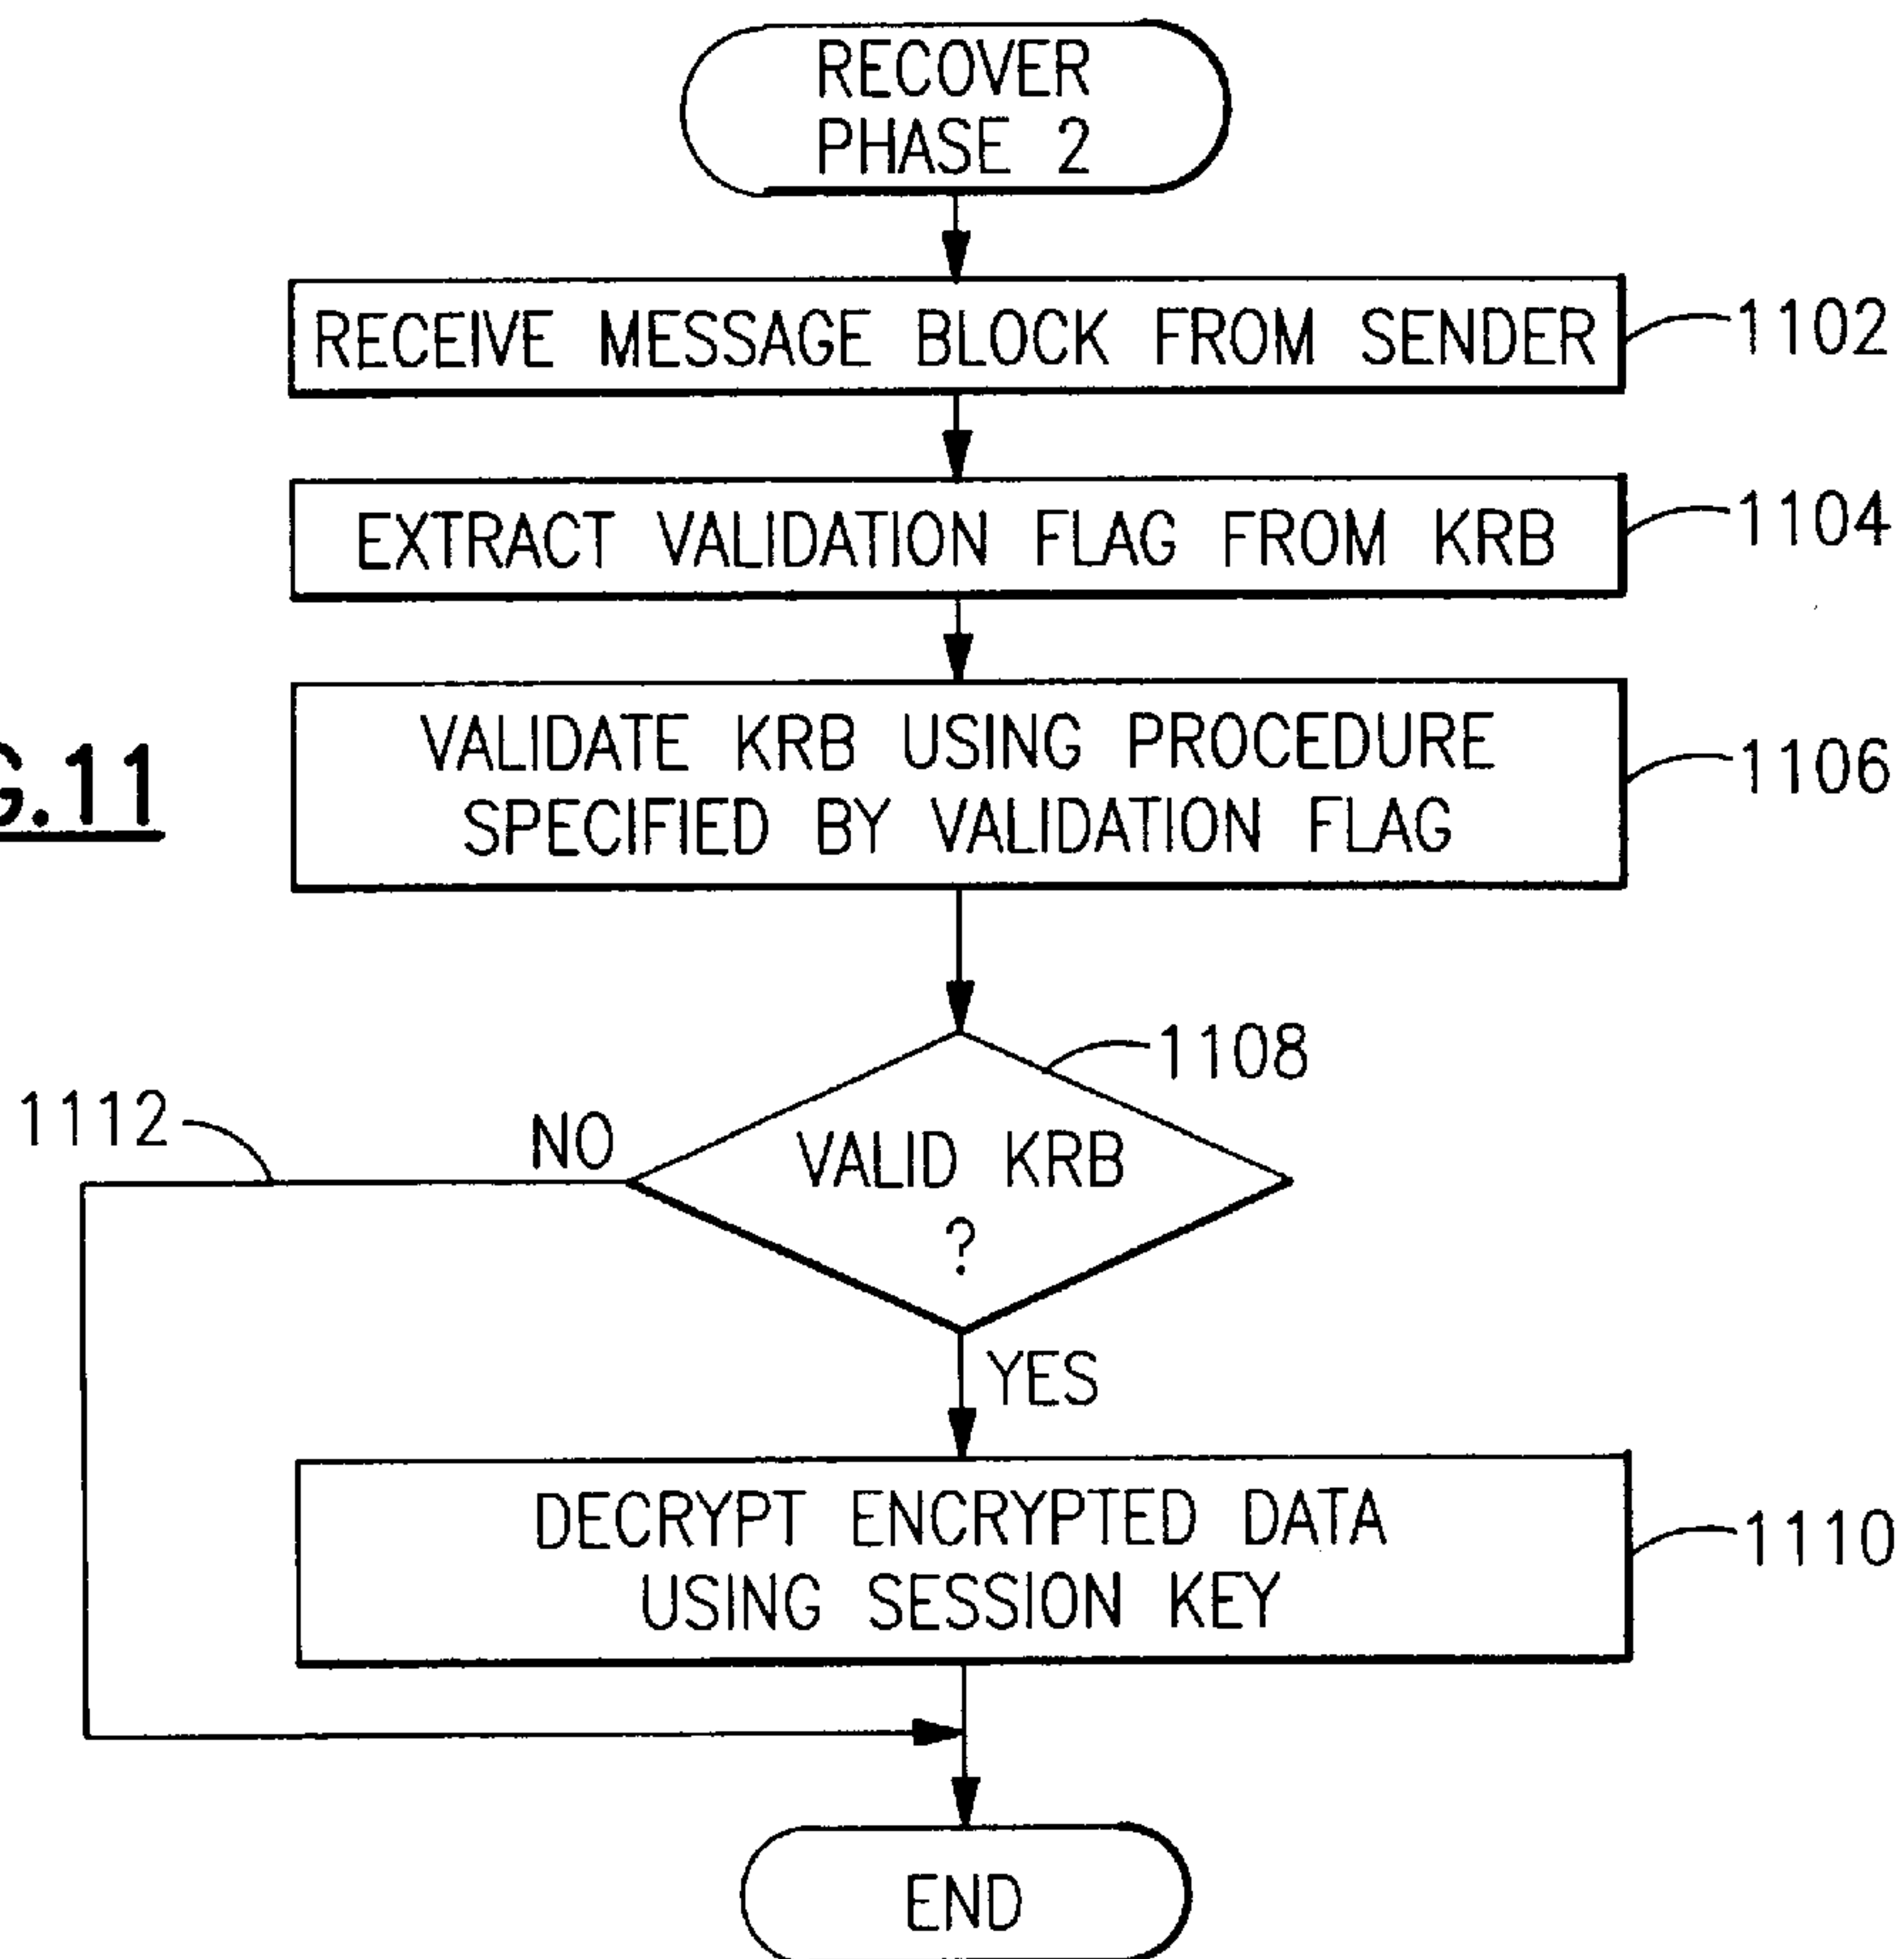 RECOVER
PHASE 2
RECEIVE MESSAGE BLOCK FROM SENDER
1102
EXTRACT VALIDATION FLAG FROM KRB
1104
G.11
VALIDATE KRB USING PROCEDURE
SPECIFIED BY VALIDATION FLAG
1106
1108
1112
NO
VALID KRB
?
YES
DECRYPT ENCRYPTED DATA
USING SESSION KEY
1110
END